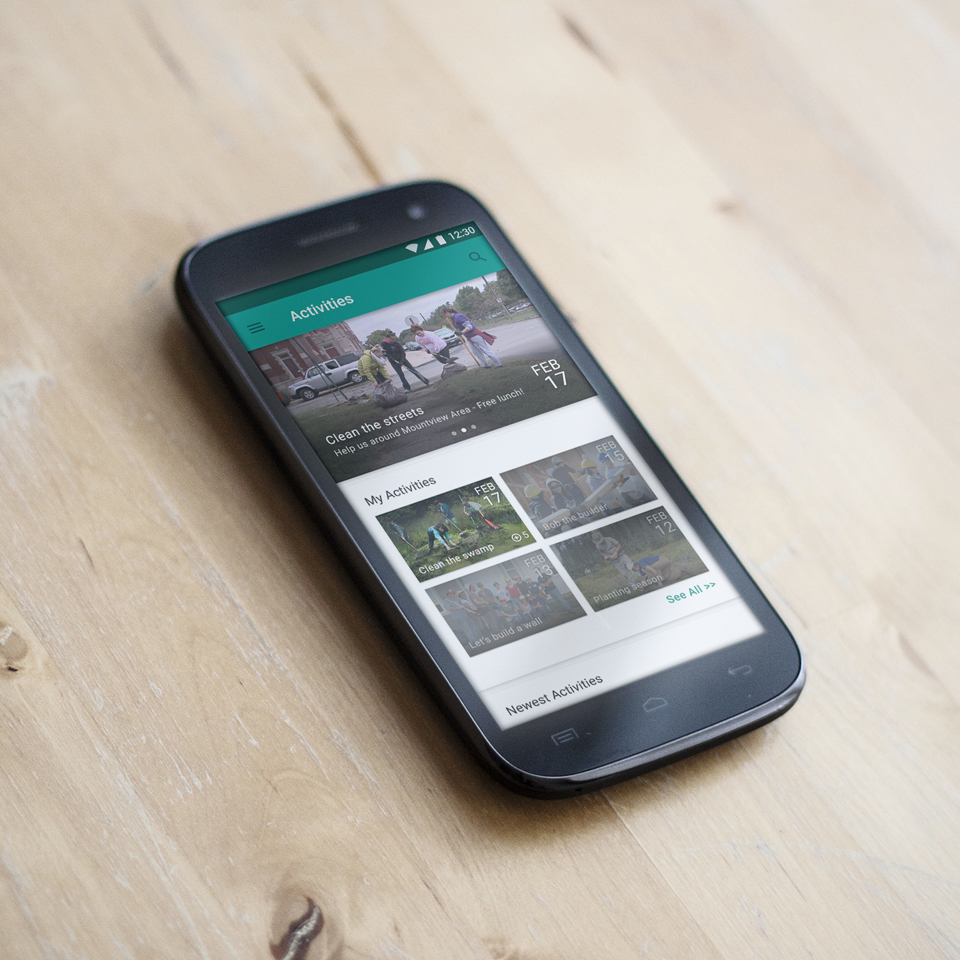 12:30
Activities
FEB
17
Clean the streets
Help us around Mountview Area - Free lunch!
My Activities
FEB
17
Clean the swamp
5
FEB
15
Bob the builder
FEB
13
Let's build a wall
FEB
12
Planting season
See All >>
Newest Activities